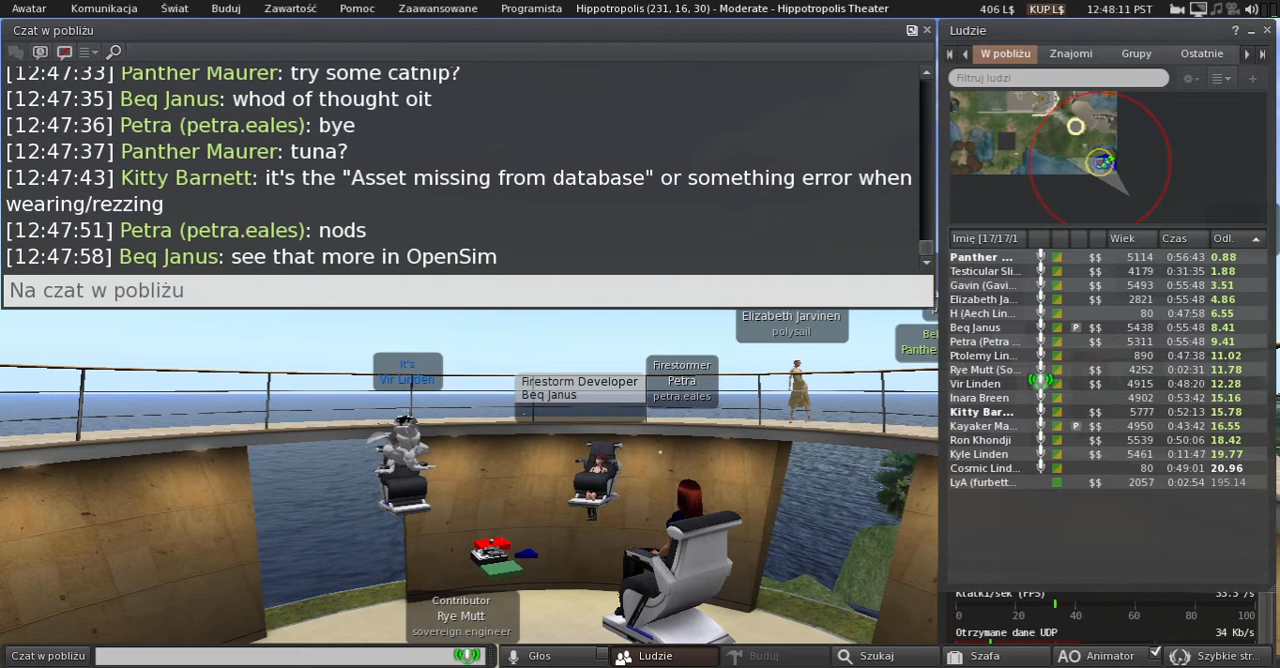 Awatar Komunikacja Świat Buduj Zawartość Pomoc Zaawansowane Programista Hippotropolis (231, 16, 30) - Moderate - Hippotropolis Theater 406 L$ KUP L$ 12:48:11 PST
Czat w pobliżu
[12:47:33] Panther Maurer: try some catnip?
[12:47:35] Beq Janus: whod of thought oit
[12:47:36] Petra (petra.eales): bye
[12:47:37] Panther Maurer: tuna?
[12:47:43] Kitty Barnett: it's the "Asset missing from database" or something error when
wearing/rezzing
[12:47:51] Petra (petra.eales): nods
[12:47:58] Beq Janus: see that more in OpenSim
Na czat w pobliżu
Elizabeth Jarvinen
polysail
Panthe
It's
Vir Linden
Firestorm Developer
Beq Janus
Firestormer
Petra
petra.eales
Contributor
Rye Mutt
sovereign.engineer
Ludzie
W pobliżu Znajomi Grupy Ostatnie
Filtruj ludzi
Imię [17/17/1 Wiek Czas Odl.
Panther ... $$ 5114 0:56:43 0.88
Testicular Sli... $$ 4179 0:31:35 1.88
Gavin (Gavi... $$ 5493 0:55:48 3.51
Elizabeth Ja... $$ 2821 0:55:48 4.86
H (Aech Lin... $$ 80 0:47:58 6.55
Beq Janus P $$ 5438 0:55:48 8.41
Petra (Petra ... $$ 5311 0:55:48 9.41
Ptolemy Lin... 890 0:47:38 11.02
Rye Mutt (So... $$ 4252 0:02:31 11.78
Vir Linden $$ 4915 0:48:20 12.28
Inara Breen 4902 0:53:42 15.16
Kitty Bar... $$ 5777 0:52:13 15.78
Kayaker Ma... P $$ 4950 0:43:42 16.55
Ron Khondji $$ 5539 0:50:06 18.42
Kyle Linden $$ 5461 0:11:47 19.77
Cosmic Lind... 80 0:49:01 20.96
LyA (furbett... $$ 2057 0:02:54 195.14
Klatki/sek (FPS) 33.3 /s
0 20 40 60 80 100
Otrzymane dane UDP 34 Kb/s
Czat w pobliżu Głos Ludzie Buduj Szukaj Szafa AO Animator Szybkie str...